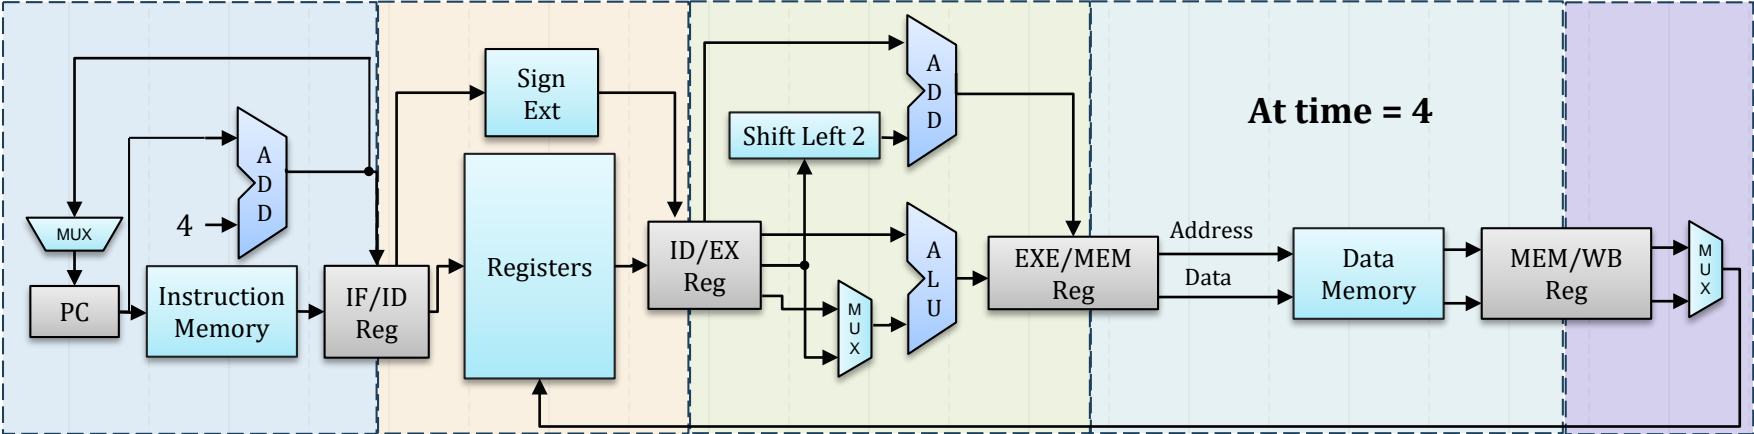 A
D
D
4
MUX
PC
Instruction
Memory
IF/ID
Reg
Sign
Ext
Registers
ID/EX
Reg
Shift Left 2
A
D
D
M
U
X
A
L
U
EXE/MEM
Reg
At time = 4
Address
Data
Data
Memory
MEM/WB
Reg
M
U
X